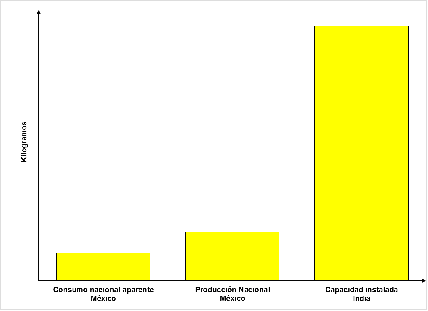 Kilogramos
Consumo nacional aparente
México
Producción Nacional
México
Capacidad instalada
India